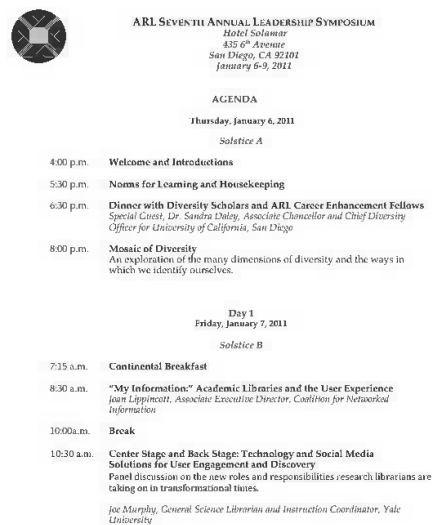 ARL SEVENTH ANNUAL LEADERSHIP SYMPOSIUM
Hotel Solamar
435 6th Avenue
San Diego, CA 92101
January 6-9, 2011
AGENDA
Thursday, January 6, 2011
Solstice A
4:00 p.m. Welcome and Introductions
5:30 p.m. Norms for Learning and Housekeeping
6:30 p.m. Dinner with Diversity Scholars and ARL Career Enhancement Fellows
Special Guest, Dr. Sandra Daley, Associate Chancellor and Chief Diversity
Officer for University of California, San Diego
8:00 p.m. Mosaic of Diversity
An exploration of the many dimensions of diversity and the ways in
which we identify ourselves.
Day 1
Friday, January 7, 2011
Solstice B
7:15 a.m. Continental Breakfast
8:30 a.m. "My Information:" Academic Libraries and the User Experience
Joan Lippincott, Associate Executive Director, Coalition for Networked
Information
10:00a.m. Break
10:30 a.m. Center Stage and Back Stage: Technology and Social Media
Solutions for User Engagement and Discovery
Panel discussion on the new roles and responsibilities research librarians are
taking on in transformational times.
Joe Murphy, General Science Librarian and Instruction Coordinator, Yale
University